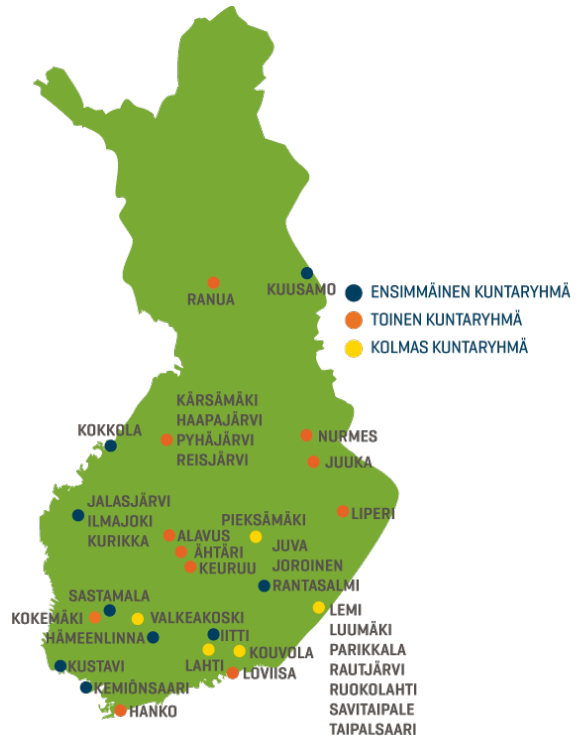 KUUSAMO
RANUA
ENSIMMÄINEN KUNTARYHMÄ
TOINEN KUNTARYHMÄ
KOLMAS KUNTARYHMÄ
KÄRSÄMÄKI
HAAPAJÄRVI
PYHÄJÄRVI
REISJÄRVI
KOKKOLA
NURMES
JUUKA
LIPERI
JALASJÄRVI
ILMAJOKI
KURIKKA
PIEKSÄMÄKI
ALAVUS
ÄHTÄRI
KEURUU
JUVA
JOROINEN
RANTASALMI
SASTAMALA
KOKEMÄKI
VALKEAKOSKI
HÄMEENLINNA
IITTI
LAHTI
KOUVOLA
LOVIISA
KUSTAVI
KEMIÖNSAARI
HANKO
LEMI
LUUMÄKI
PARIKKALA
RAUTJÄRVI
RUOKOLAHTI
SAVITAIPALE
TAIPALSAARI